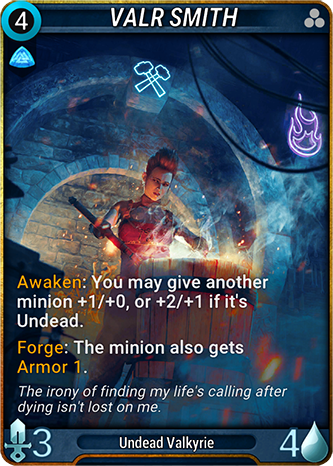 4
VALR SMITH
Awaken: You may give another
minion +1/+0, or +2/+1 if it's
Undead.
Forge: The minion also gets
Armor 1.
The irony of finding my life's calling after
dying isn't lost on me.
3
Undead Valkyrie
4